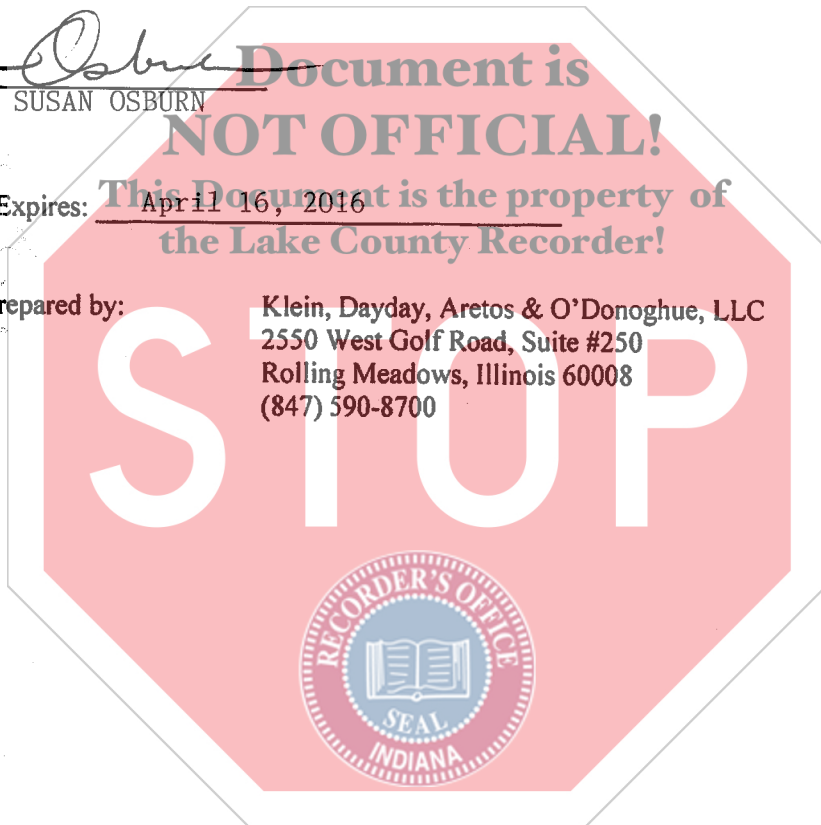 Osburn
SUSAN OSBURN
Document is
NOT OFFICIAL!
This Document is the property of
the Lake County Recorder!
Expires: April 16, 2016
repared by:
Klein, Dayday, Aretos & O'Donoghue, LLC
2550 West Golf Road, Suite #250
Rolling Meadows, Illinois 60008
(847) 590-8700
STOP
RECORDER'S OFFICE
SEAL
INDIANA